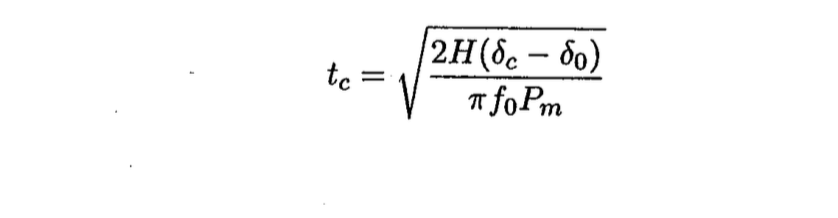 t_c = \sqrt{\frac{2H(\delta_c - \delta_0)}{\pi f_0 P_m}}